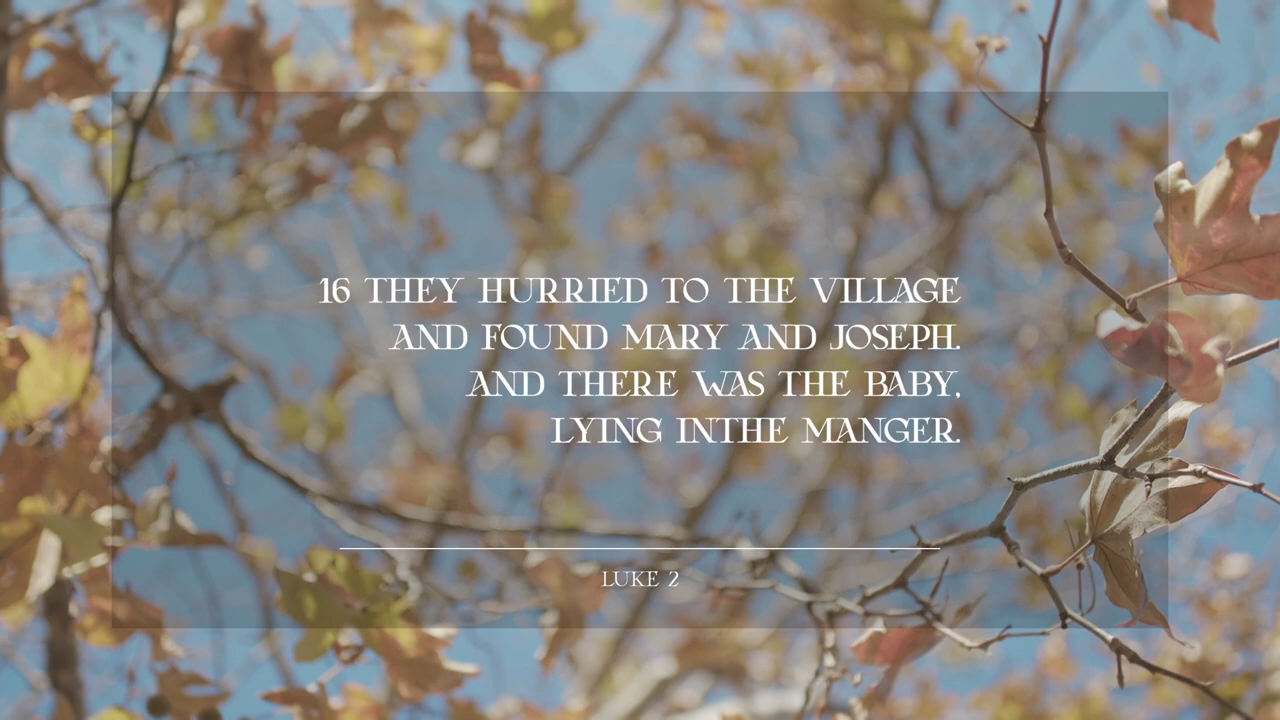 16 THEY HURRIED TO THE VILLAGE
AND FOUND MARY AND JOSEPH.
AND THERE WAS THE BABY,
LYING INTHE MANGER.
LUKE 2